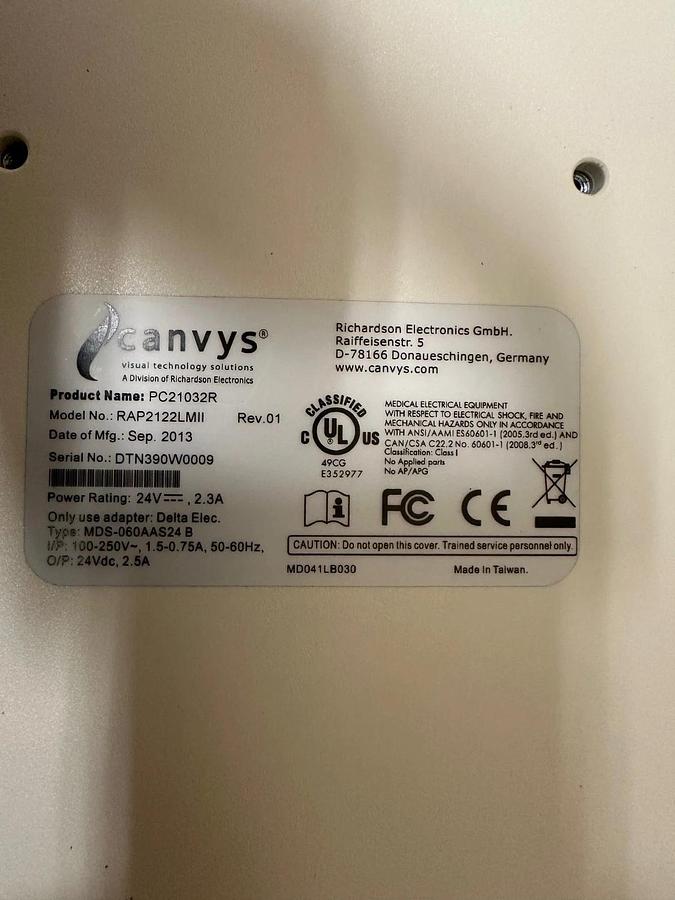 canvys®
visual technology solutions
A Division of Richardson Electronics
Richardson Electronics GmbH.
Raiffeisenstr. 5
D-78166 Donaueschingen, Germany
www.canvys.com
Product Name: PC21032R
Model No.: RAP2122LMII Rev.01
Date of Mfg.: Sep. 2013
Serial No.: DTN390W0009
Power Rating: 24V⎓, 2.3A
Only use adapter: Delta Elec.
Type: MDS-060AAS24 B
I/P: 100-250V~, 1.5-0.75A, 50-60Hz,
O/P: 24Vdc, 2.5A
CLASSIFIED
C UL® US
49CG
E352977
MEDICAL ELECTRICAL EQUIPMENT
WITH RESPECT TO ELECTRICAL SHOCK, FIRE AND
MECHANICAL HAZARDS ONLY IN ACCORDANCE
WITH ANSI/AAMI ES60601-1 (2005,3rd ed.) AND
CAN/CSA C22.2 No. 60601-1 (2008,3rd ed.)
Classification: Class I
No Applied parts
No AP/APG
i
FC CE
CAUTION: Do not open this cover. Trained service personnel only.
MD041LB030 Made in Taiwan.